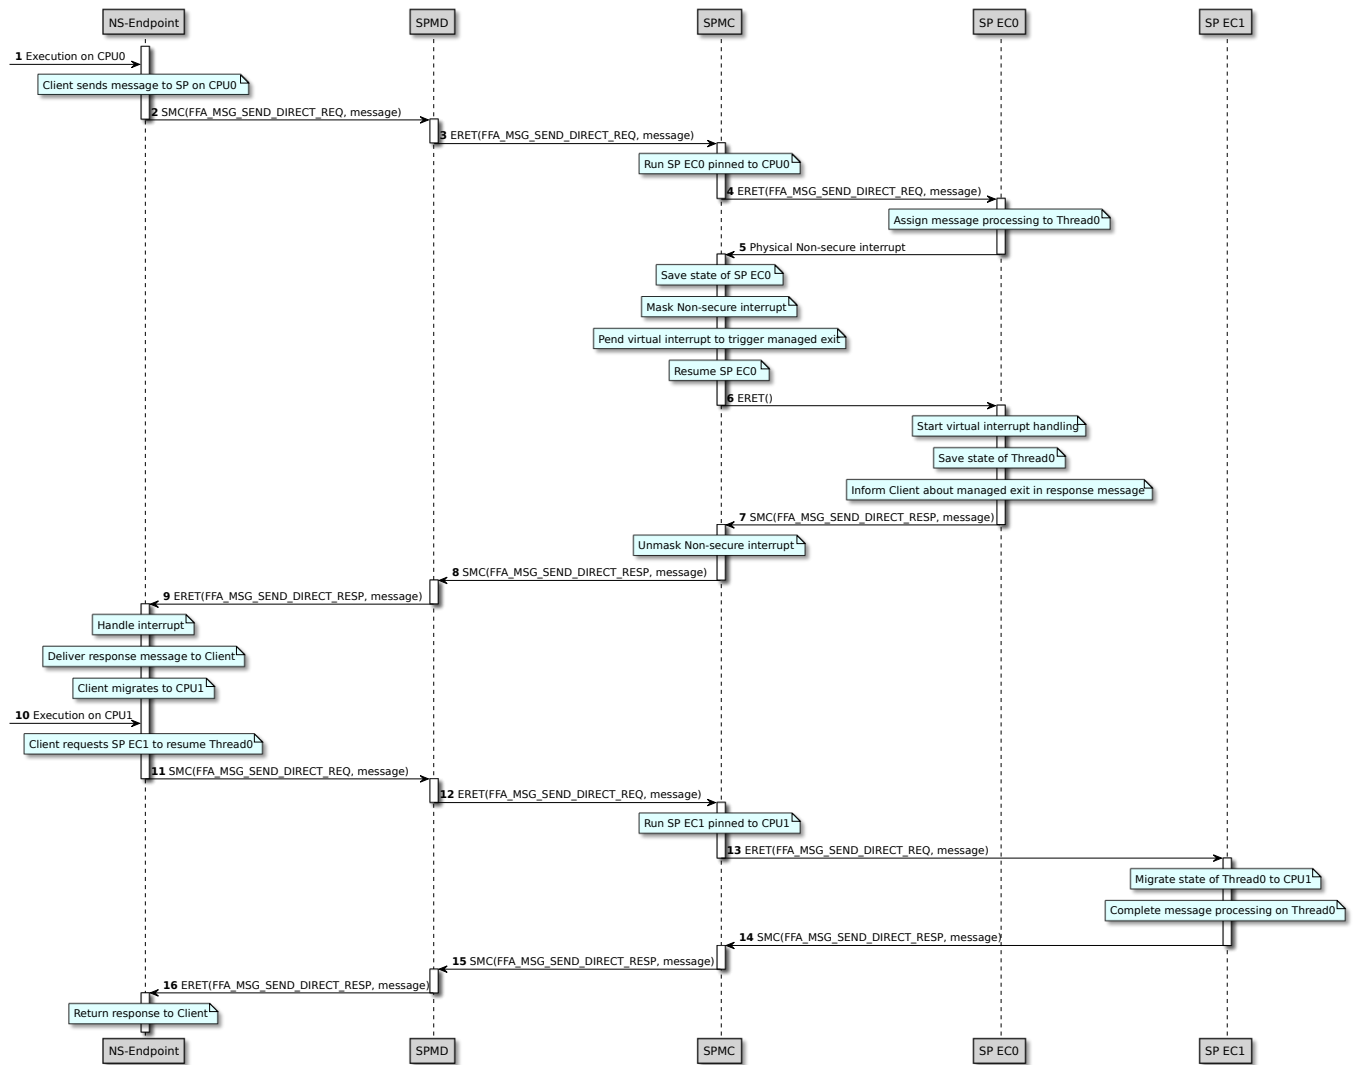 NS-Endpoint
SPMD
SPMC
SP EC0
SP EC1
1 Execution on CPU0
Client sends message to SP on CPU0
2 SMC(FFA_MSG_SEND_DIRECT_REQ, message)
3 ERET(FFA_MSG_SEND_DIRECT_REQ, message)
Run SP EC0 pinned to CPU0
4 ERET(FFA_MSG_SEND_DIRECT_REQ, message)
Assign message processing to Thread0
5 Physical Non-secure interrupt
Save state of SP EC0
Mask Non-secure interrupt
Pend virtual interrupt to trigger managed exit
Resume SP EC0
6 ERET()
Start virtual interrupt handling
Save state of Thread0
Inform Client about managed exit in response message
7 SMC(FFA_MSG_SEND_DIRECT_RESP, message)
Unmask Non-secure interrupt
8 SMC(FFA_MSG_SEND_DIRECT_RESP, message)
9 ERET(FFA_MSG_SEND_DIRECT_RESP, message)
Handle interrupt
Deliver response message to Client
Client migrates to CPU1
10 Execution on CPU1
Client requests SP EC1 to resume Thread0
11 SMC(FFA_MSG_SEND_DIRECT_REQ, message)
12 ERET(FFA_MSG_SEND_DIRECT_REQ, message)
Run SP EC1 pinned to CPU1
13 ERET(FFA_MSG_SEND_DIRECT_REQ, message)
Migrate state of Thread0 to CPU1
Complete message processing on Thread0
14 SMC(FFA_MSG_SEND_DIRECT_RESP, message)
15 SMC(FFA_MSG_SEND_DIRECT_RESP, message)
16 ERET(FFA_MSG_SEND_DIRECT_RESP, message)
Return response to Client
NS-Endpoint
SPMD
SPMC
SP EC0
SP EC1